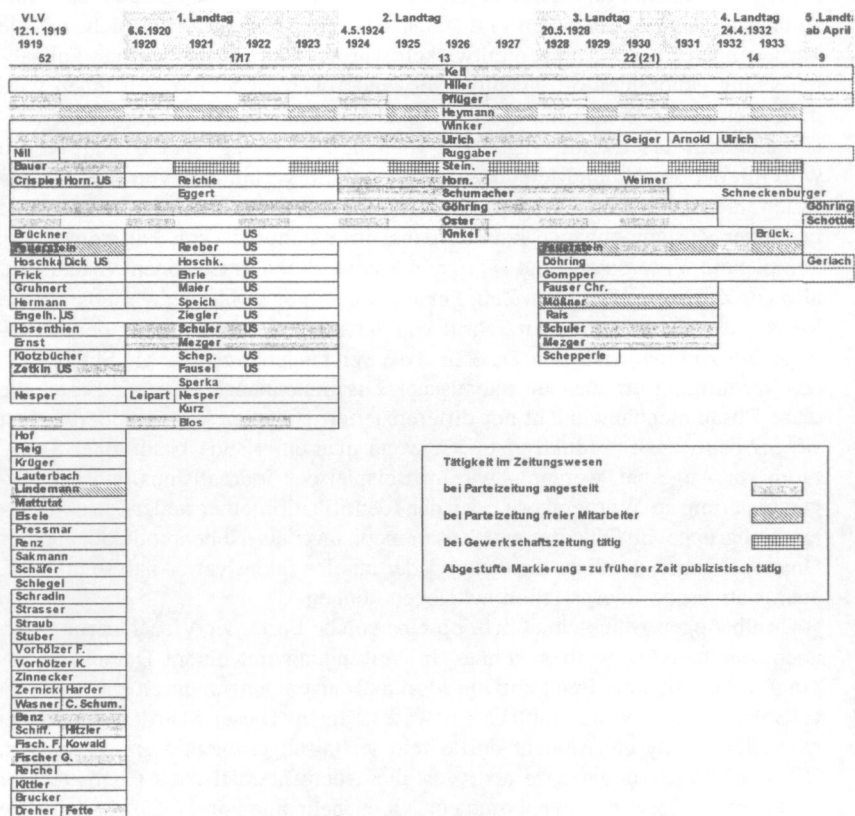 VLV 1. Landtag 2. Landtag 3. Landtag 4. Landtag 5 .Landt
12.1. 1919 6.6.1920 4.5.1924 20.5.1928 24.4.1932 ab April
1919 1920 1921 1922 1923 1924 1925 1926 1927 1928 1929 1930 1931 1932 1933
52 17/7 13 22 (21) 14 9
Keil
Hiller
Pflüger
Heymann
Winker
Ulrich Geiger Arnold Ulrich
Nill Ruggaber
Bauer Stein.
Crispien Horn. US Reichle Horn. Weimer
Eggert Schumacher Schneckenburger
Göhring Göhring
Oster Schöttle
Brückner US Kinkel Brück.
Feuerstein Reeber US Feuerstein
Hoschka Dick US Hoschk. US Döhring Gerlach
Frick Ehrle US Gompper
Gruhnert Maier US Fauser Chr.
Hermann Speich US Mößner
Engelh. US Ziegler US Rais
Hosenthien Schuler US Schuler
Ernst Mezger US Mezger
Klotzbücher Schep. US Schepperle
Zetkin US Fausel US
Sperka
Nesper Leipart Nesper
Kurz
Blos
Hof
Fleig
Krüger
Lauterbach
Lindemann
Mattutat
Eisele
Pressmar
Renz
Sakmann
Schäfer
Schlegel
Schradin
Strasser
Straub
Stuber
Vorhölzer F.
Vorhölzer K.
Zinnecker
Zernick Harder
Wasner C. Schum.
Benz
Schiff. Hitzler
Fisch. F. Kowald
Fischer G.
Reichel
Kittler
Brucker
Dreher Fette
Tätigkeit im Zeitungswesen
bei Parteizeitung angestellt
bei Parteizeitung freier Mitarbeiter
bei Gewerkschaftszeitung tätig
Abgestufte Markierung = zu früherer Zeit publizistisch tätig